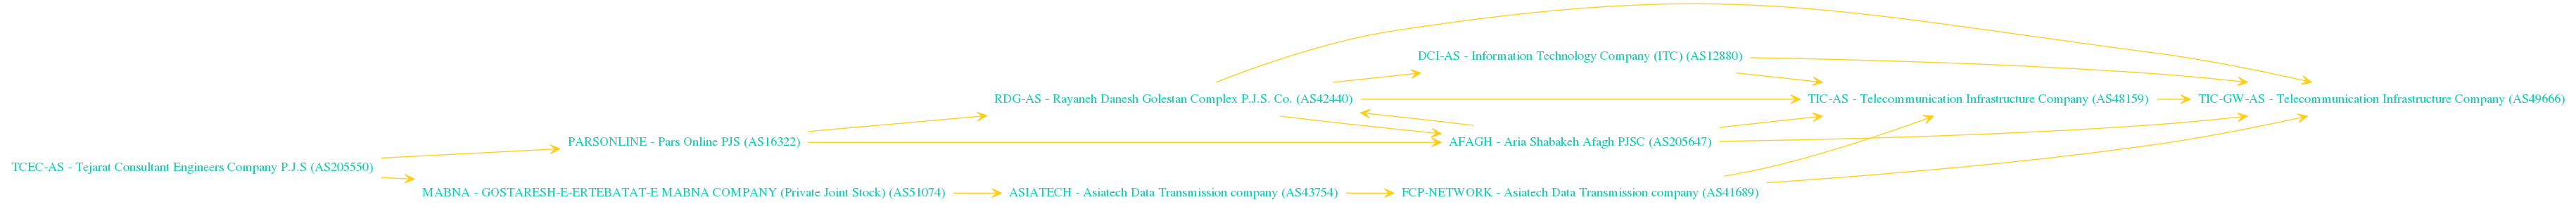 DCI-AS - Information Technology Company (ITC) (AS12880)
RDG-AS - Rayaneh Danesh Golestan Complex P.J.S. Co. (AS42440)
TIC-AS - Telecommunication Infrastructure Company (AS48159)
TIC-GW-AS - Telecommunication Infrastructure Company (AS49666)
PARSONLINE - Pars Online PJS (AS16322)
AFAGH - Aria Shabakeh Afagh PJSC (AS205647)
TCEC-AS - Tejarat Consultant Engineers Company P.J.S (AS205550)
MABNA - GOSTARESH-E-ERTEBATAT-E MABNA COMPANY (Private Joint Stock) (AS51074)
ASIATECH - Asiatech Data Transmission company (AS43754)
FCP-NETWORK - Asiatech Data Transmission company (AS41689)